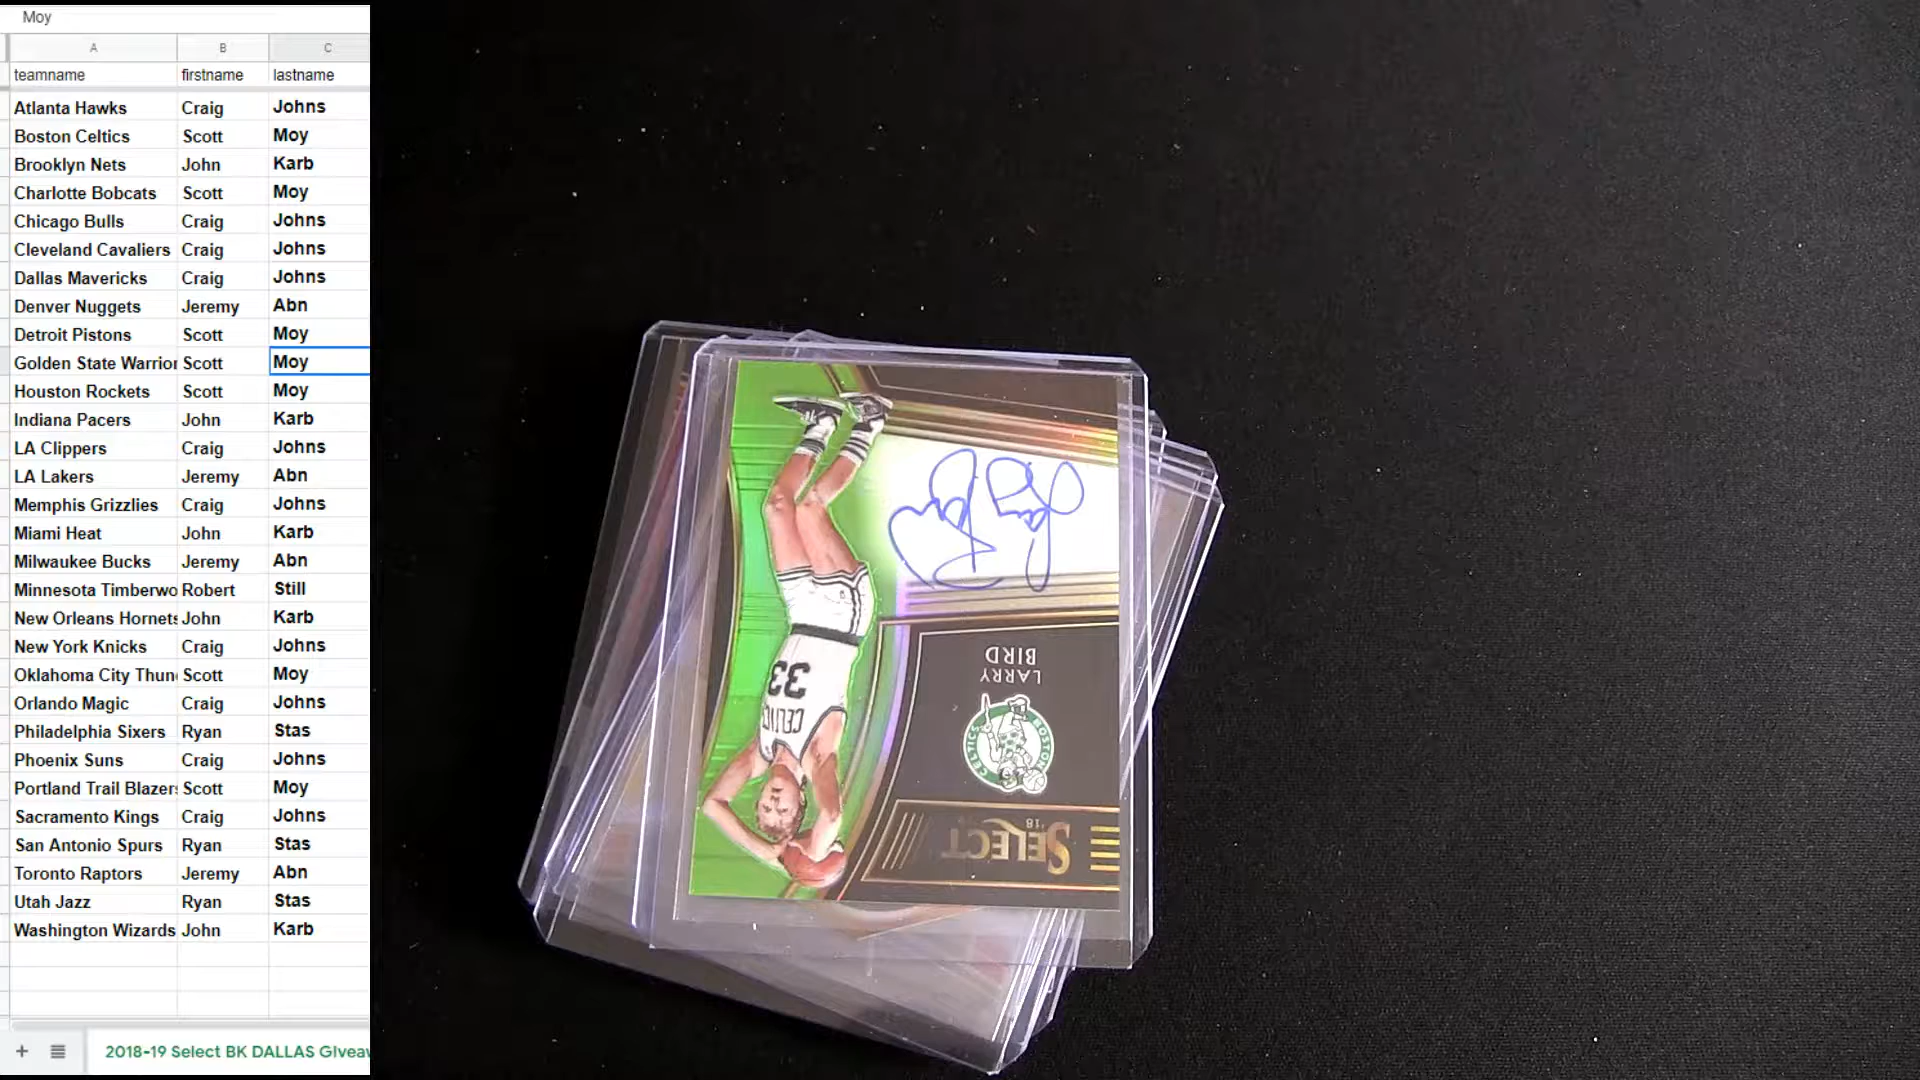 Moy
A B C
teamname firstname lastname
Atlanta Hawks Craig Johns
Boston Celtics Scott Moy
Brooklyn Nets John Karb
Charlotte Bobcats Scott Moy
Chicago Bulls Craig Johns
Cleveland Cavaliers Craig Johns
Dallas Mavericks Craig Johns
Denver Nuggets Jeremy Abn
Detroit Pistons Scott Moy
Golden State Warrior Scott Moy
Houston Rockets Scott Moy
Indiana Pacers John Karb
LA Clippers Craig Johns
LA Lakers Jeremy Abn
Memphis Grizzlies Craig Johns
Miami Heat John Karb
Milwaukee Bucks Jeremy Abn
Minnesota Timberwo Robert Still
New Orleans Hornets John Karb
New York Knicks Craig Johns
Oklahoma City Thun Scott Moy
Orlando Magic Craig Johns
Philadelphia Sixers Ryan Stas
Phoenix Suns Craig Johns
Portland Trail Blazers Scott Moy
Sacramento Kings Craig Johns
San Antonio Spurs Ryan Stas
Toronto Raptors Jeremy Abn
Utah Jazz Ryan Stas
Washington Wizards John Karb
2018-19 Select BK DALLAS GIveaw
SELECT
'18
BOSTON CELTICS
LARRY
BIRD
Larry Bird
CELTICS
33